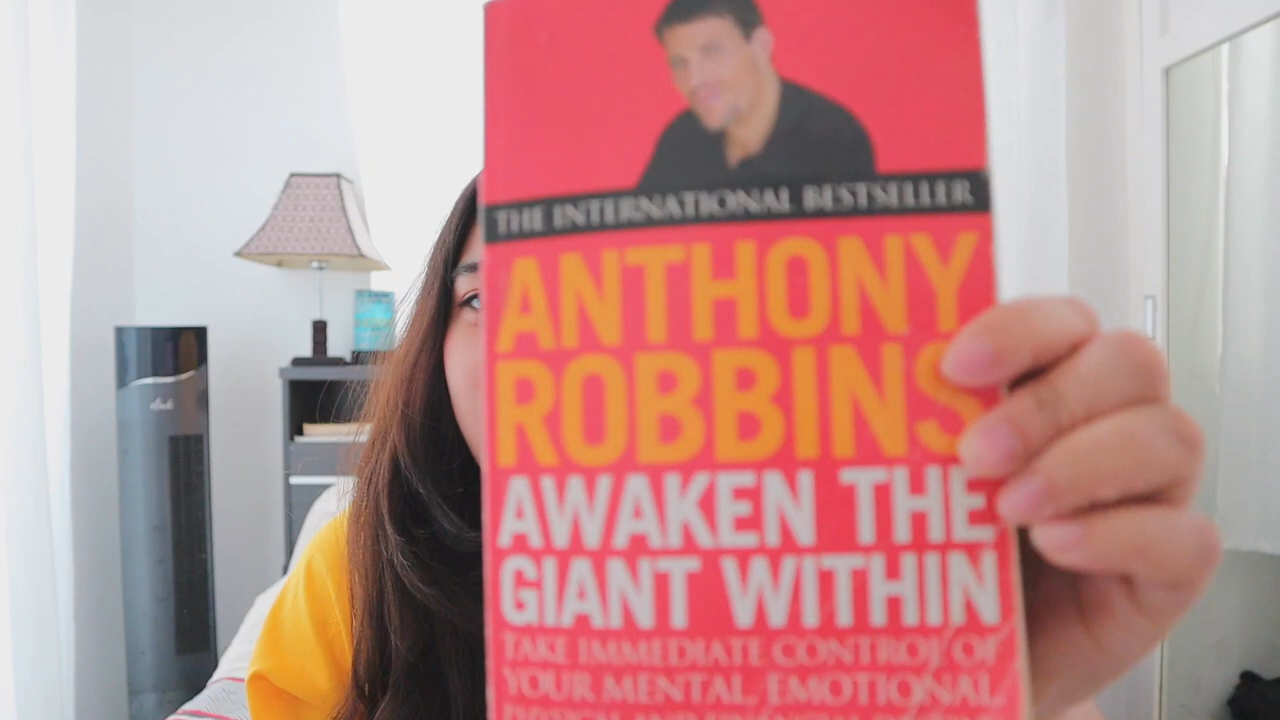 THE INTERNATIONAL BESTSELLER
ANTHONY
ROBBINS
AWAKEN THE
GIANT WITHIN
TAKE IMMEDIATE CONTROL OF
YOUR MENTAL, EMOTIONAL,